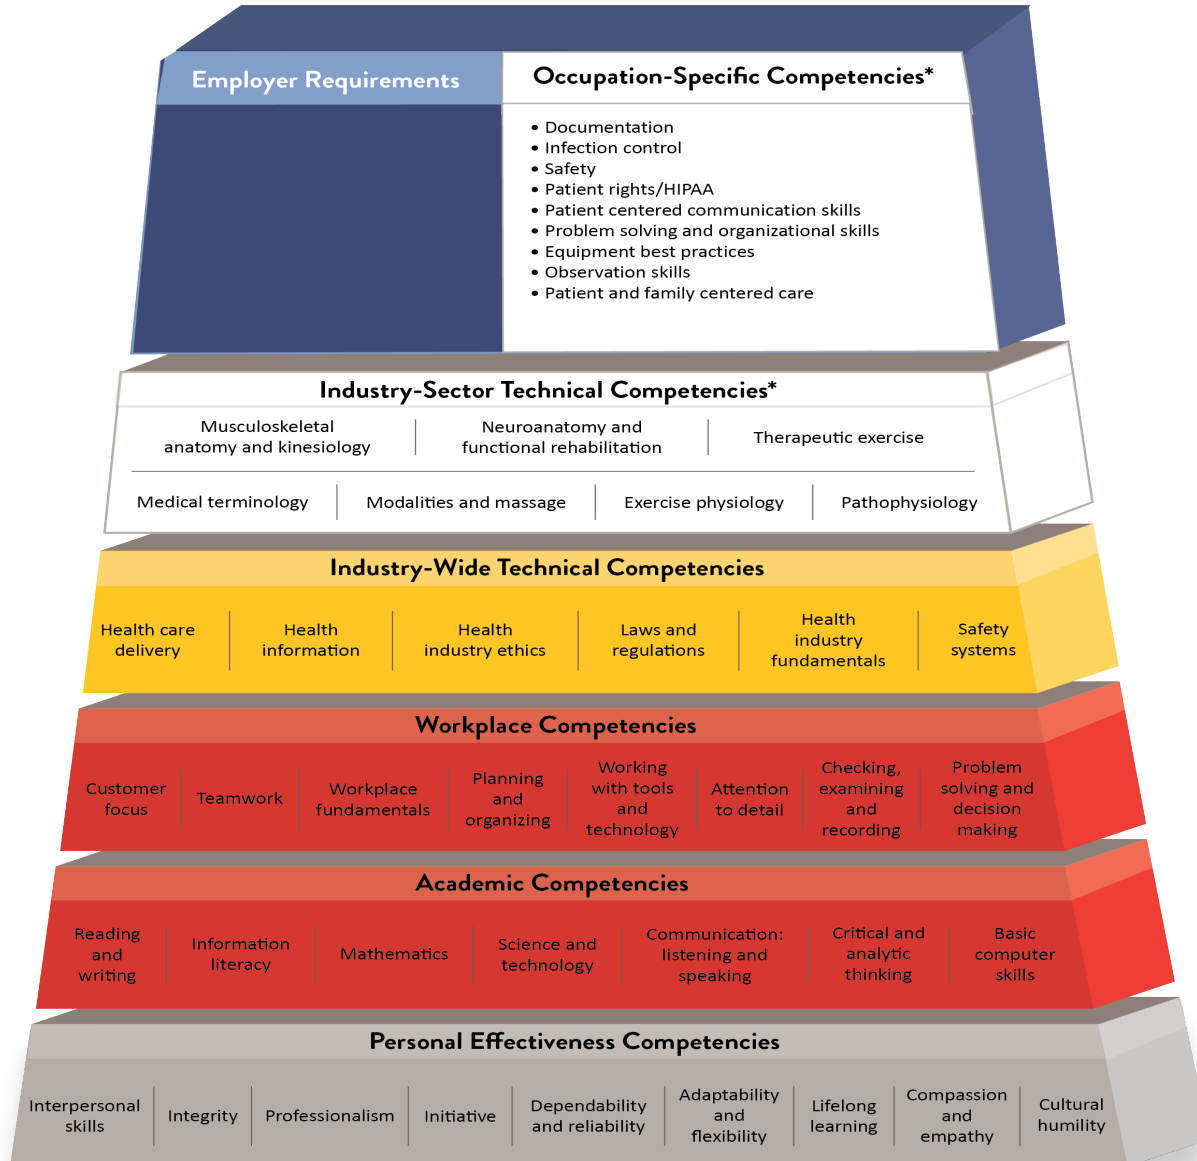 Employer Requirements
Occupation-Specific Competencies*
• Documentation
• Infection control
• Safety
• Patient rights/HIPAA
• Patient centered communication skills
• Problem solving and organizational skills
• Equipment best practices
• Observation skills
• Patient and family centered care
Industry-Sector Technical Competencies*
Musculoskeletal
anatomy and kinesiology
Neuroanatomy and
functional rehabilitation
Therapeutic exercise
Medical terminology
Modalities and massage
Exercise physiology
Pathophysiology
Industry-Wide Technical Competencies
Health care
delivery
Health
information
Health
industry ethics
Laws and
regulations
Health
industry
fundamentals
Safety
systems
Workplace Competencies
Customer
focus
Teamwork
Workplace
fundamentals
Planning
and
organizing
Working
with tools
and
technology
Attention
to detail
Checking,
examining
and
recording
Problem
solving and
decision
making
Academic Competencies
Reading
and
writing
Information
literacy
Mathematics
Science and
technology
Communication:
listening and
speaking
Critical and
analytic
thinking
Basic
computer
skills
Personal Effectiveness Competencies
Interpersonal
skills
Integrity
Professionalism
Initiative
Dependability
and reliability
Adaptability
and
flexibility
Lifelong
learning
Compassion
and
empathy
Cultural
humility